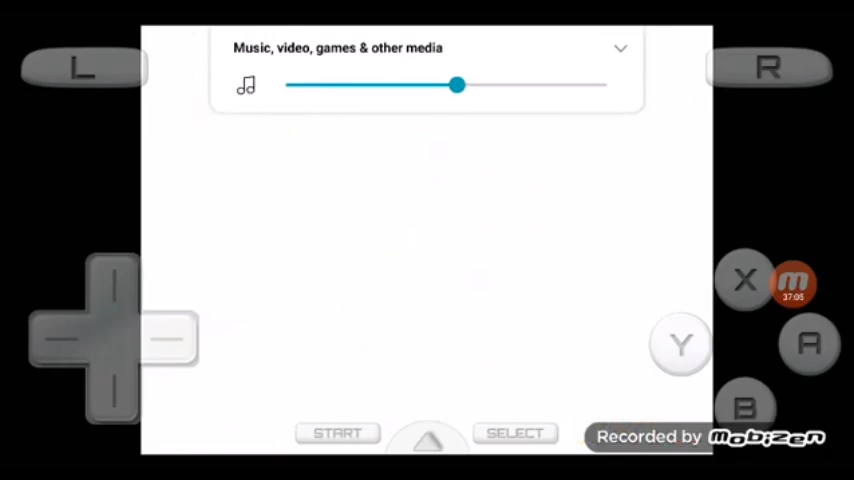 Music, video, games & other media
L
R
X
37:05
Y
A
B
START
SELECT
Recorded by mobizen